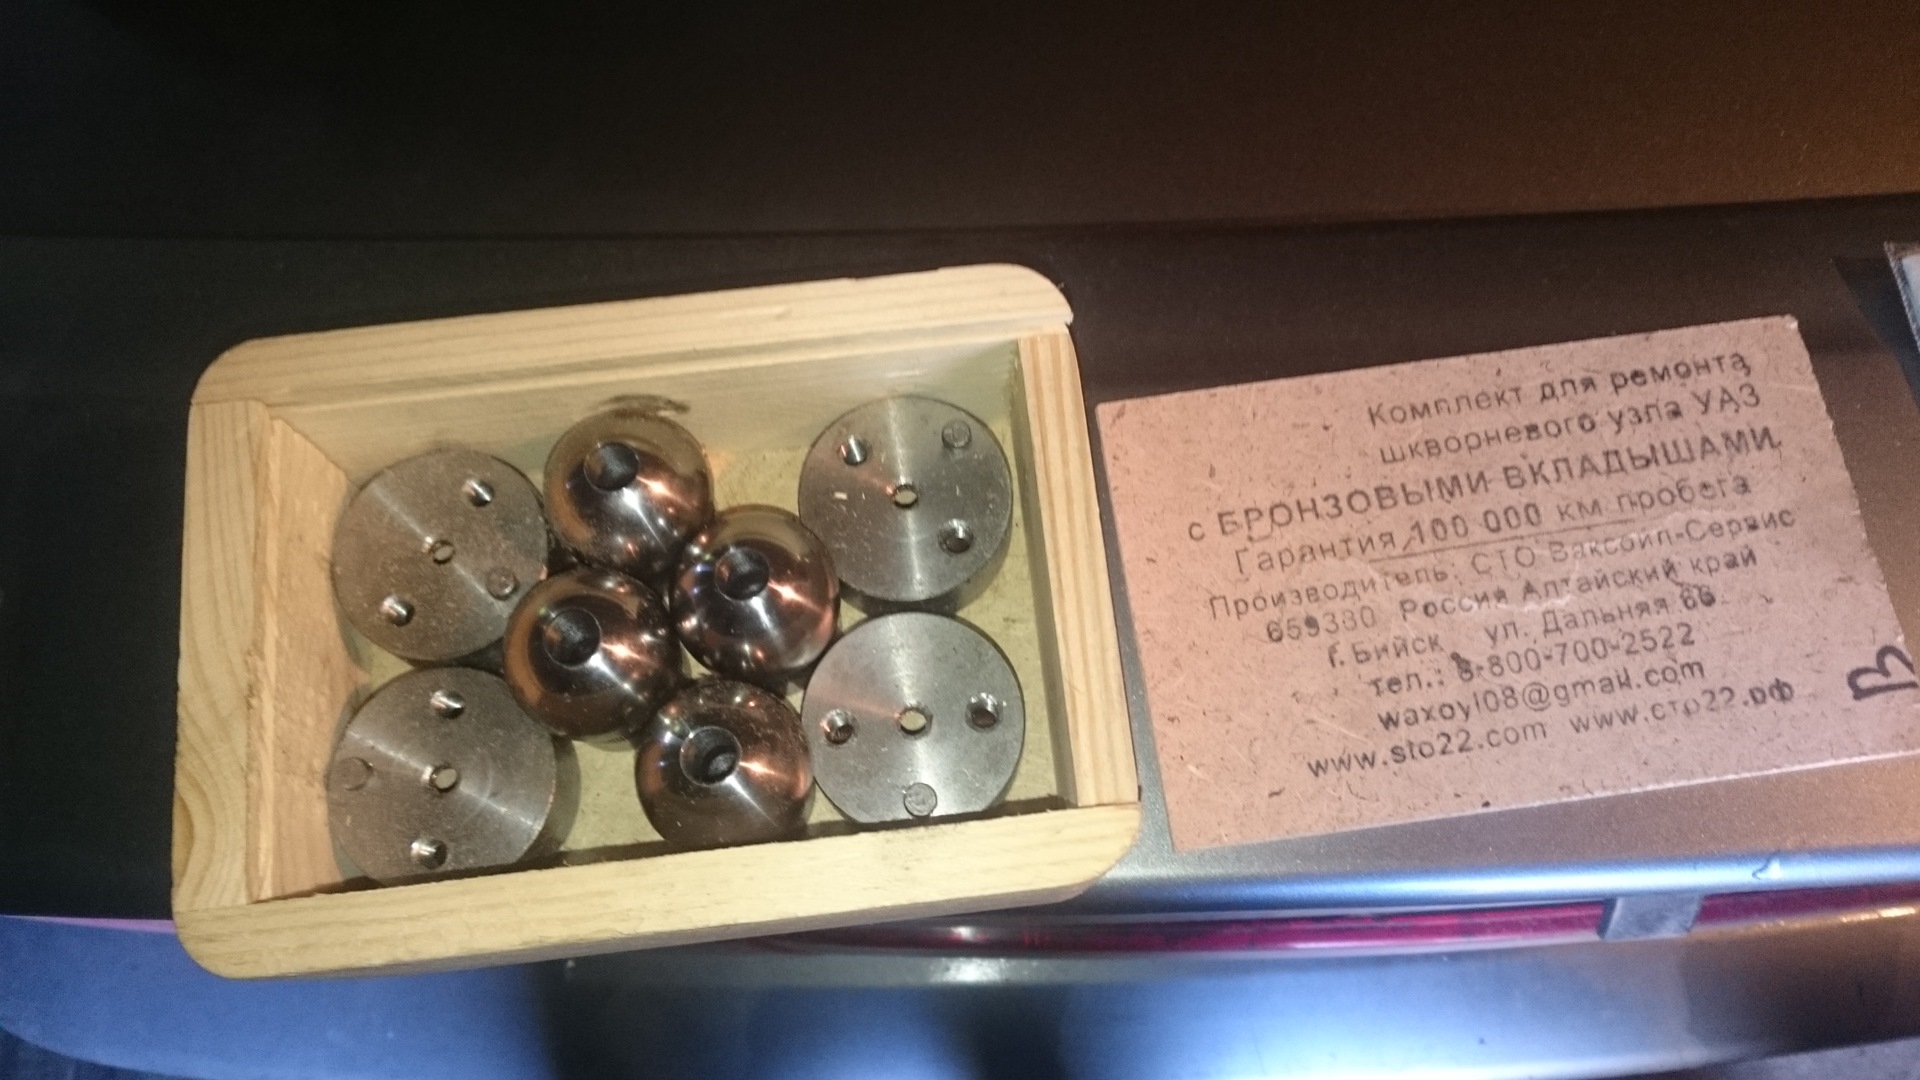 Комплект для ремонта
шкворневого узла УАЗ
с БРОНЗОВЫМИ ВКЛАДЫШАМИ
Гарантия 100 000 км пробега
Производитель: СТО Ваксойл-Сервис
659330 Россия Алтайский край
г. Бийск ул. Дальняя 66
тел.: 8-800-700-2522
waxoyl08@gmail.com
www.sto22.com www.сто22.рф
В